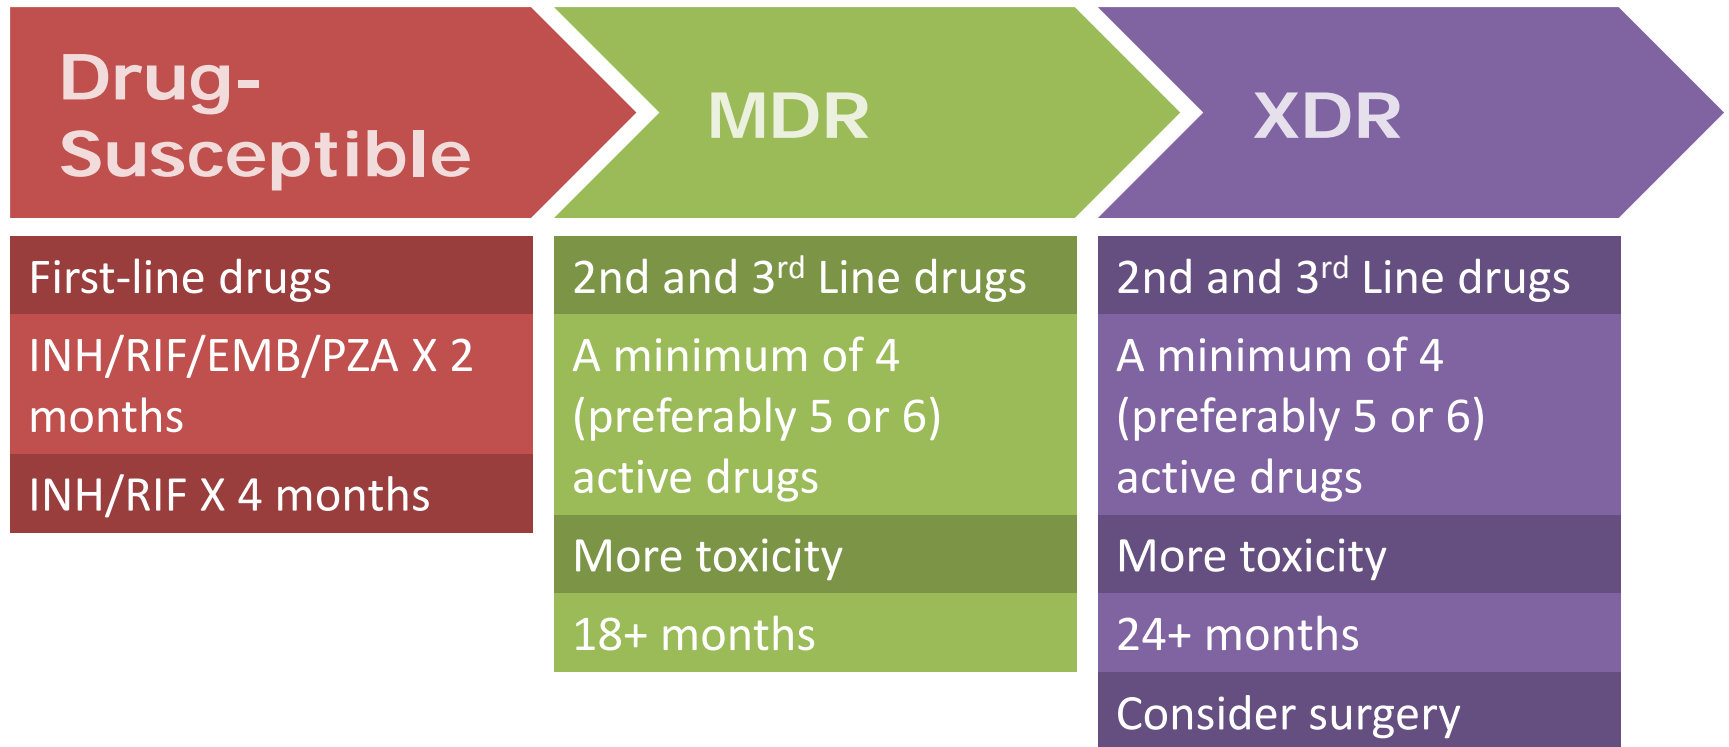 Drug-
Susceptible
First-line drugs
INH/RIF/EMB/PZA X 2
months
INH/RIF X 4 months
MDR
2nd and 3rd Line drugs
A minimum of 4
(preferably 5 or 6)
active drugs
More toxicity
18+ months
XDR
2nd and 3rd Line drugs
A minimum of 4
(preferably 5 or 6)
active drugs
More toxicity
24+ months
Consider surgery